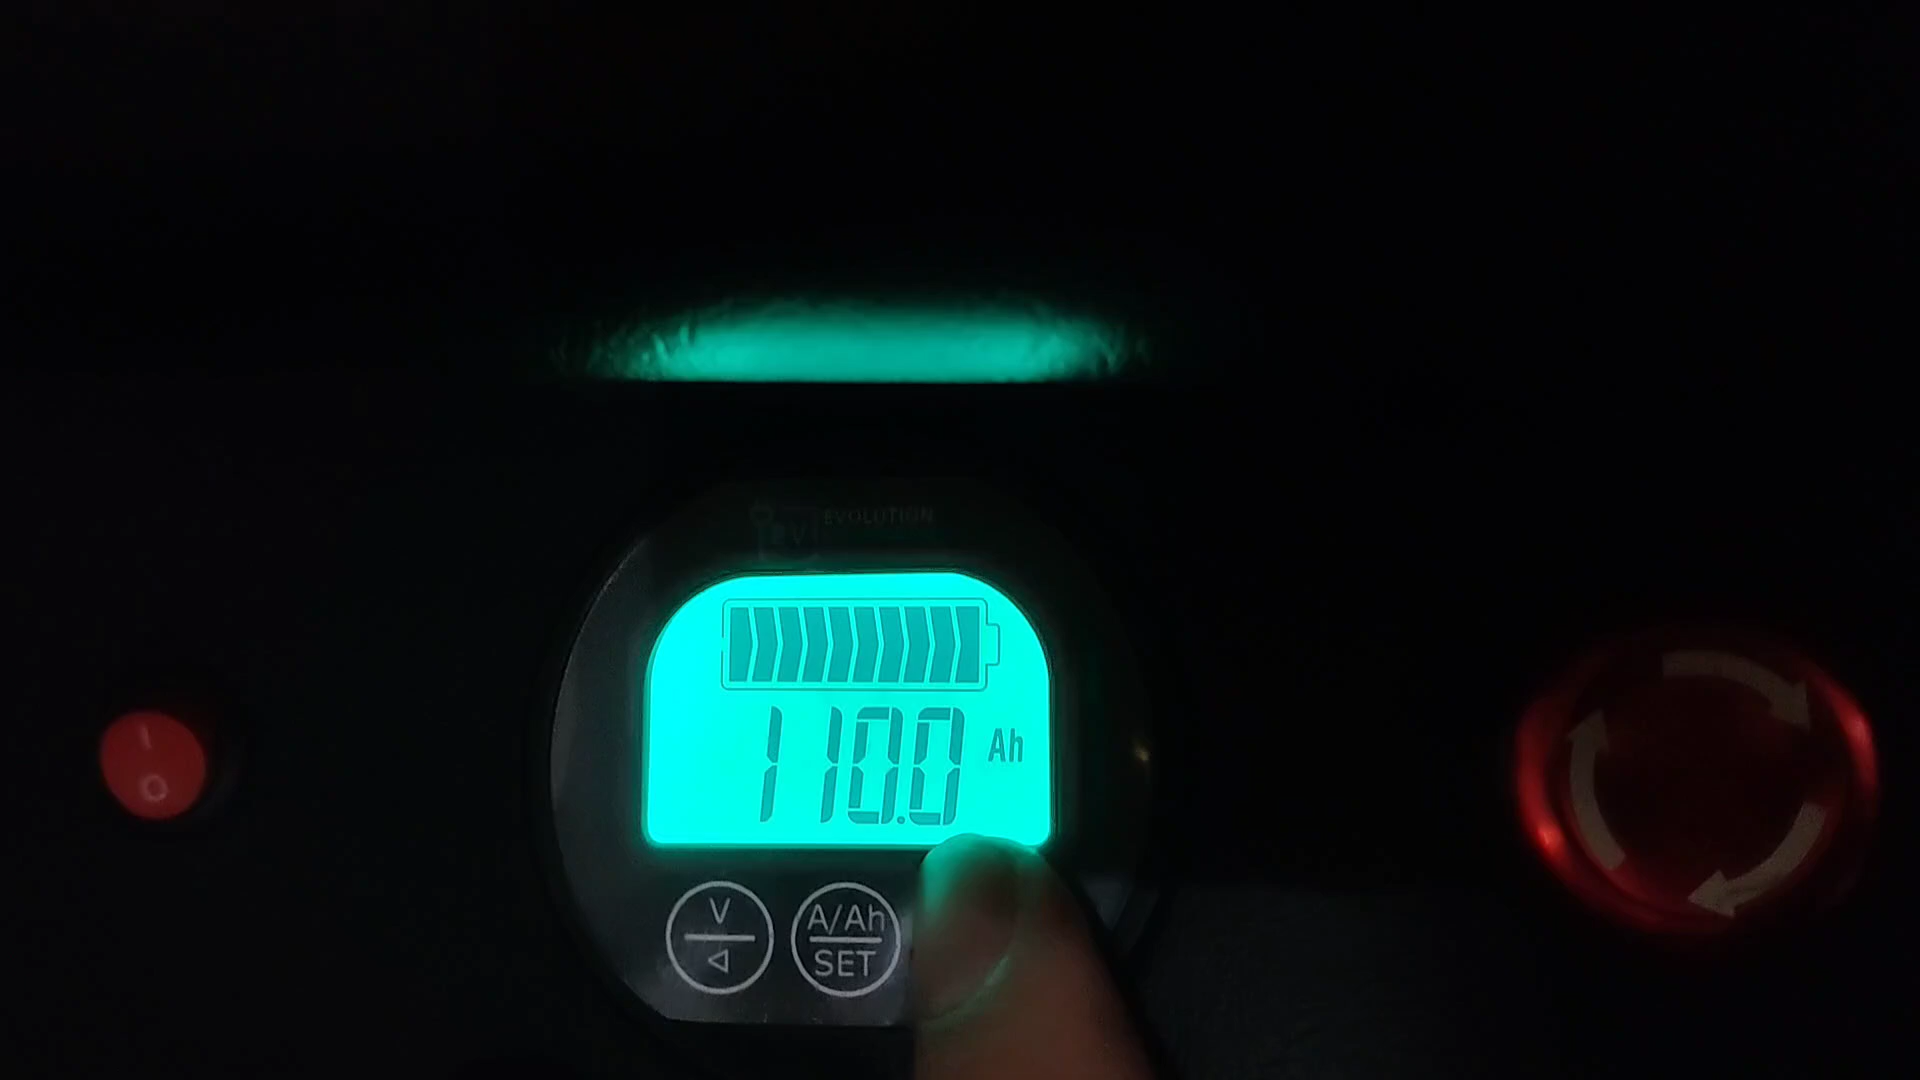 EVOLUTION
110.0 Ah
I
O
V
A/Ah
SET